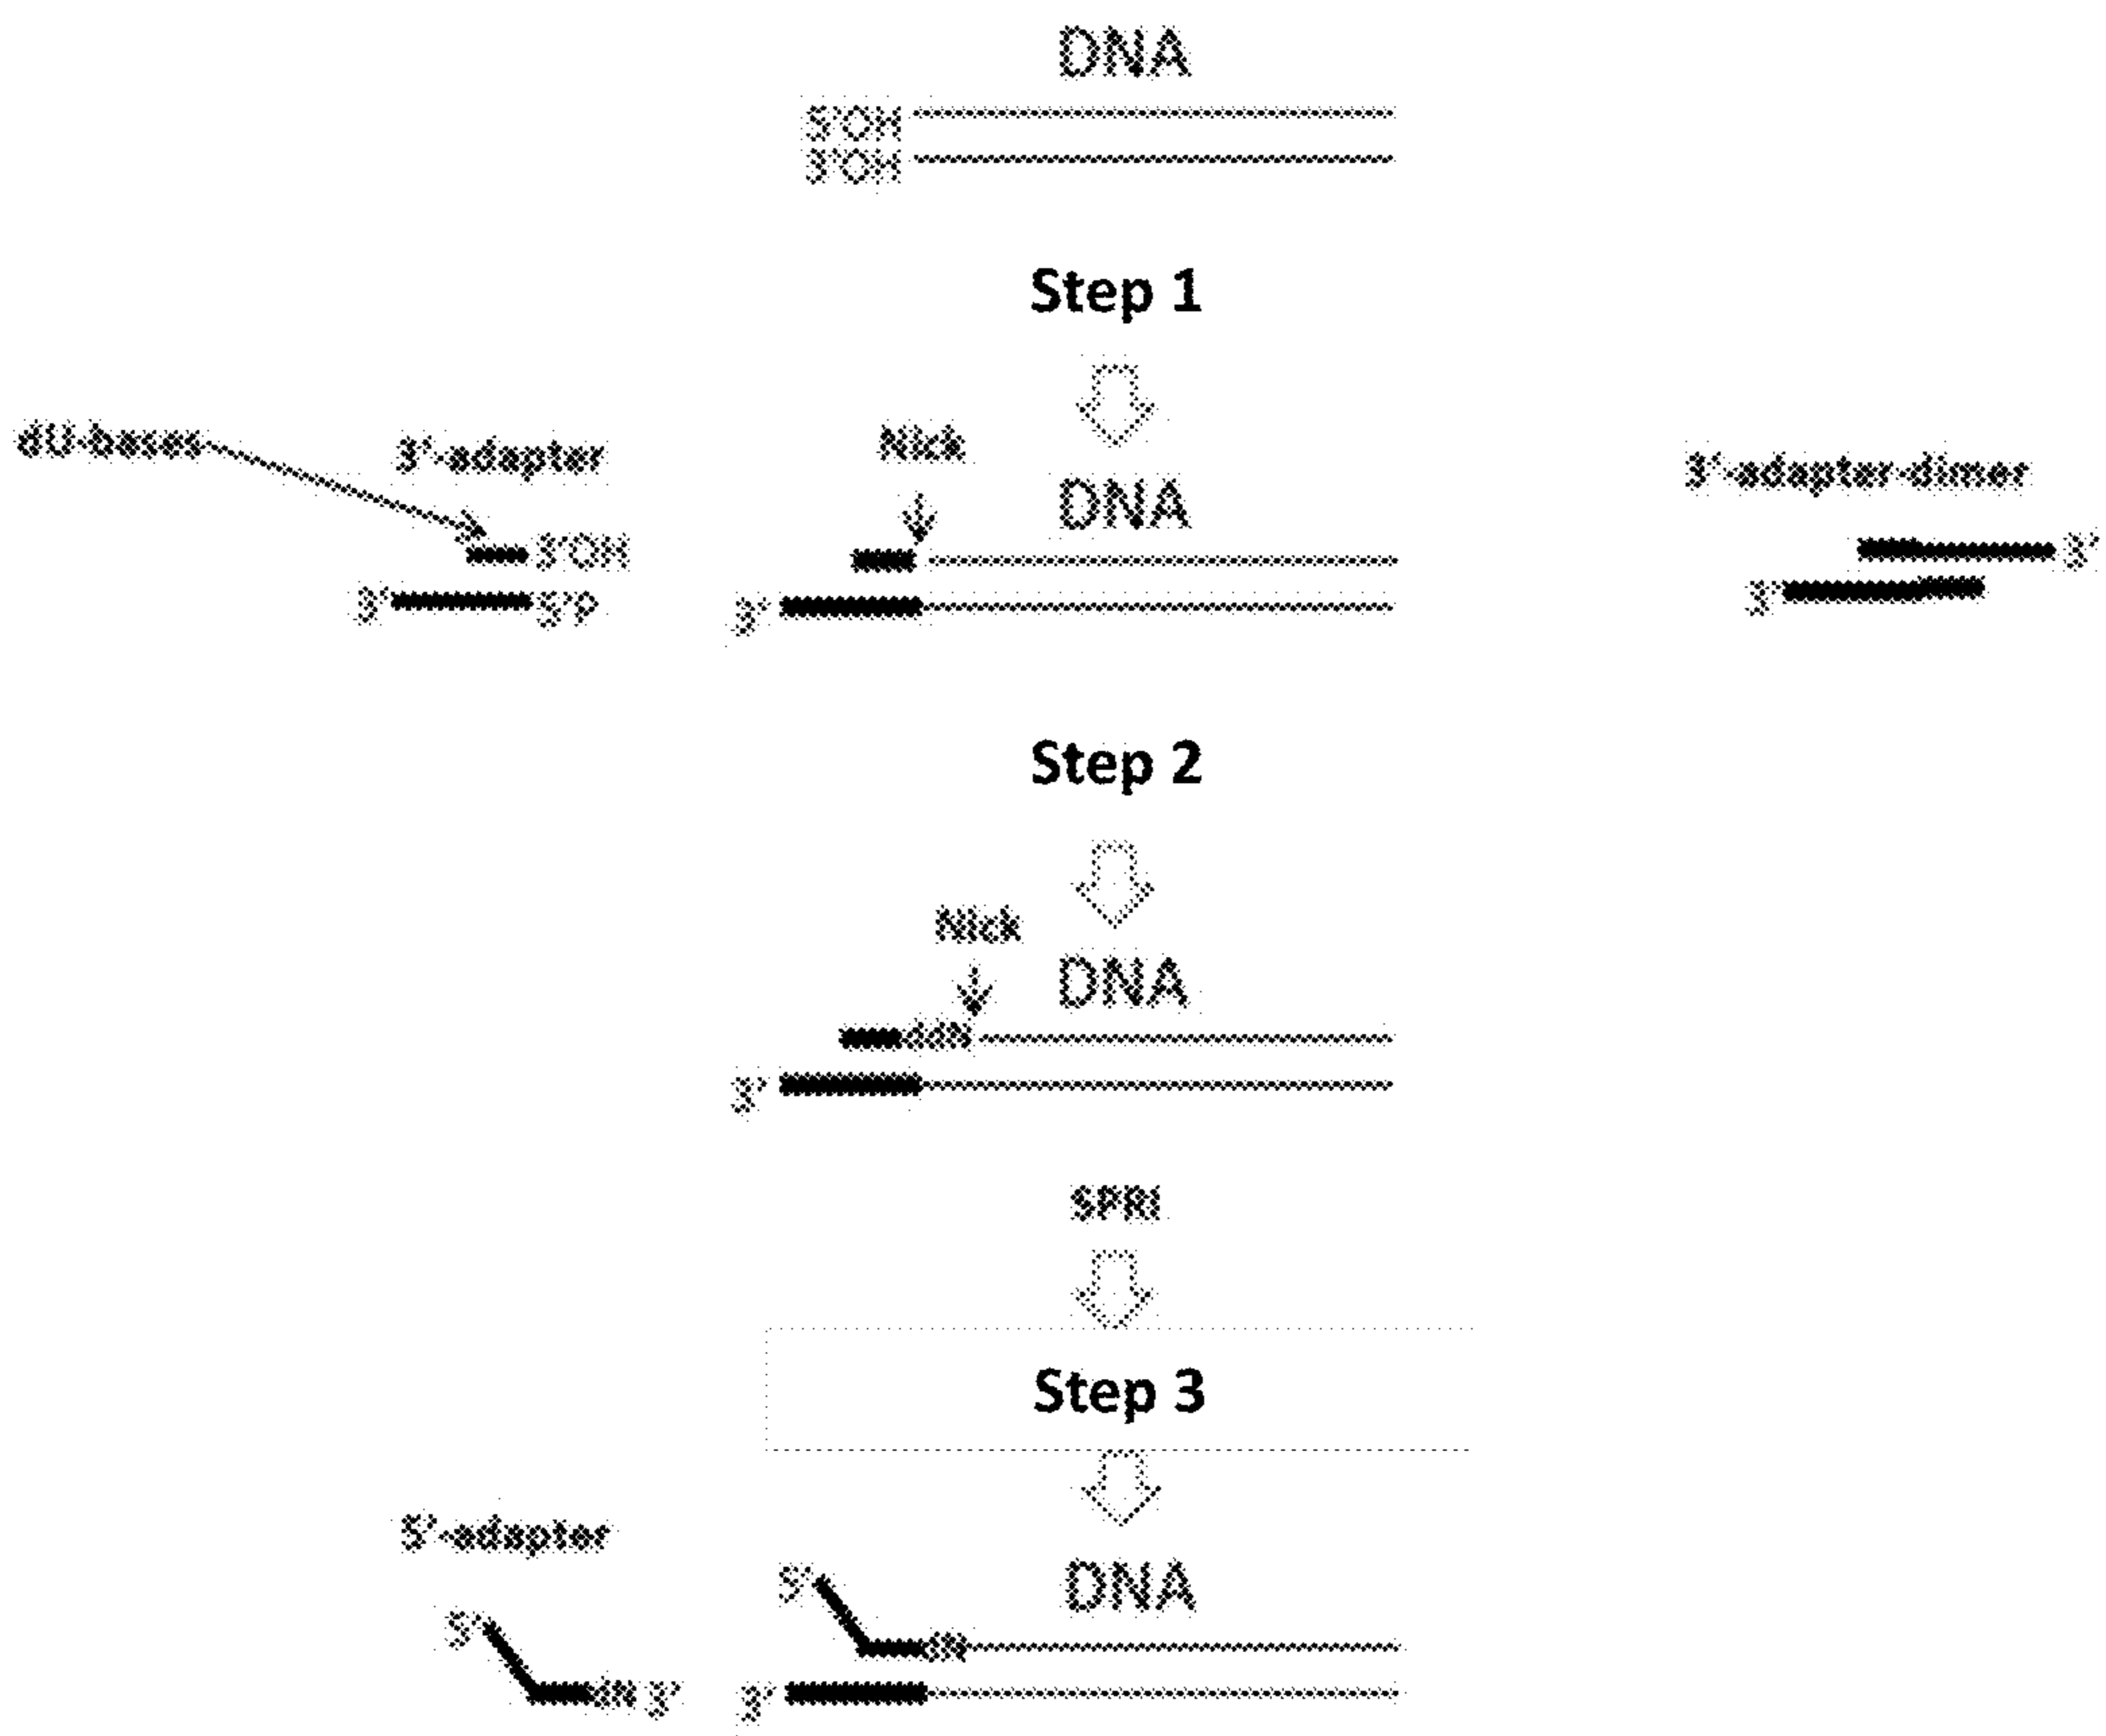 DNA
5'OH
3'OH
Step 1
dU-bases
3'-adapter
Nick
3'-adapter-dimer
DNA
3'OH
3'
3'
5'P
3'
3'
Step 2
Nick
DNA
ddN
3'
SPRI
Step 3
5'-adaptor
5'
DNA
5'
dN
dN 3'
3'